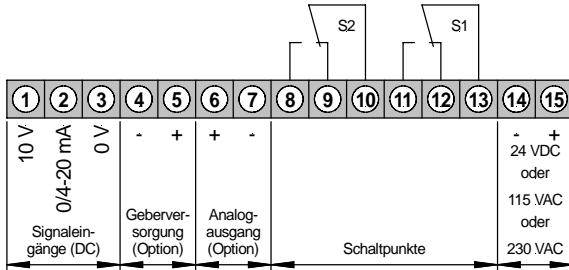 S2 S1
1 2 3 4 5 6 7 8 9 10 11 12 13 14 15
10 V
0/4-20 mA
0 V
- + + - - +
Signalein-
gänge (DC)
Geberver-
sorgung
(Option)
Analog-
ausgang
(Option)
Schaltpunkte
24 VDC
oder
115 VAC
oder
230 VAC